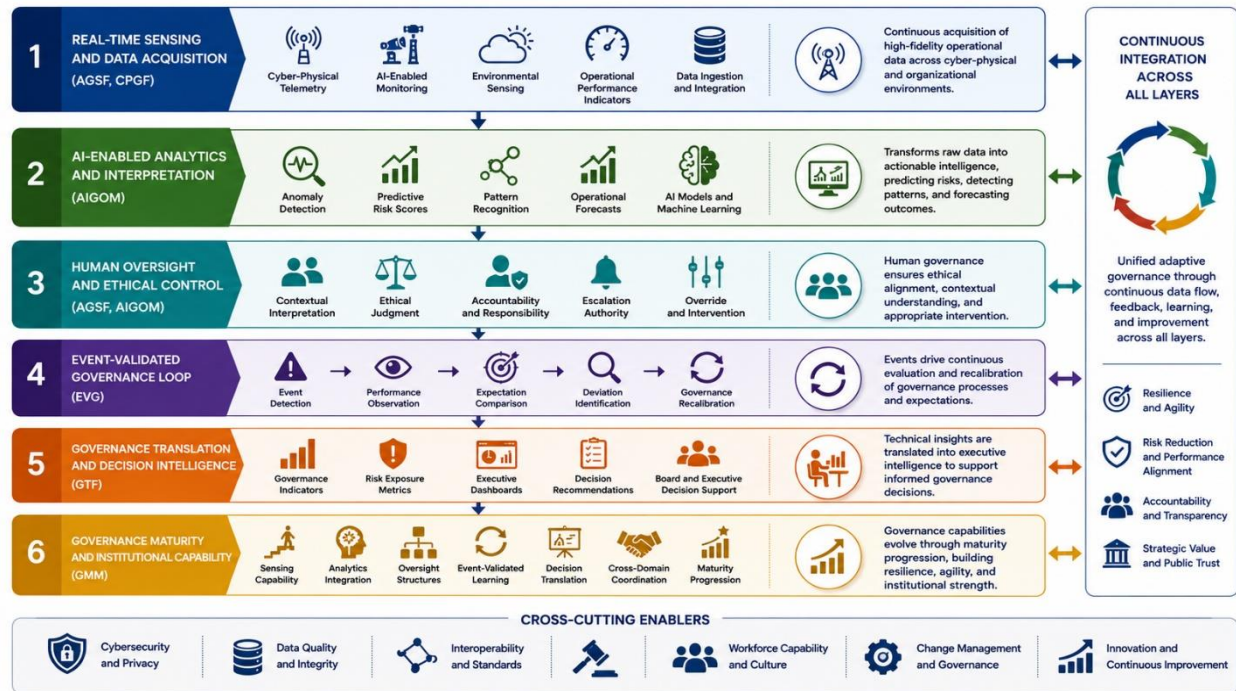 1
REAL-TIME SENSING
AND DATA ACQUISITION
(AGSF, CPGF)
Cyber-Physical
Telemetry
AI-Enabled
Monitoring
Environmental
Sensing
Operational
Performance
Indicators
Data Ingestion
and Integration
Continuous acquisition of
high-fidelity operational
data across cyber-physical
and organizational
environments.
2
AI-ENABLED ANALYTICS
AND INTERPRETATION
(AIGOM)
Anomaly
Detection
Predictive
Risk Scores
Pattern
Recognition
Operational
Forecasts
AI Models and
Machine Learning
Transforms raw data into
actionable intelligence,
predicting risks, detecting
patterns, and forecasting
outcomes.
3
HUMAN OVERSIGHT
AND ETHICAL CONTROL
(AGSF, AIGOM)
Contextual
Interpretation
Ethical
Judgment
Accountability
and Responsibility
Escalation
Authority
Override
and Intervention
Human governance
ensures ethical
alignment, contextual
understanding, and
appropriate intervention.
4
EVENT-VALIDATED
GOVERNANCE LOOP
(EVG)
Event
Detection
Performance
Observation
Expectation
Comparison
Deviation
Identification
Governance
Recalibration
Events drive continuous
evaluation and recalibration
of governance processes
and expectations.
5
GOVERNANCE TRANSLATION
AND DECISION INTELLIGENCE
(GTF)
Governance
Indicators
Risk Exposure
Metrics
Executive
Dashboards
Decision
Recommendations
Board and Executive
Decision Support
Technical insights are
translated into executive
intelligence to support
informed governance
decisions.
6
GOVERNANCE MATURITY
AND INSTITUTIONAL CAPABILITY
(GMM)
Sensing
Capability
Analytics
Integration
Oversight
Structures
Event-Validated
Learning
Decision
Translation
Cross-Domain
Coordination
Maturity
Progression
Governance capabilities
evolve through maturity
progression, building
resilience, agility, and
institutional strength.
CONTINUOUS
INTEGRATION
ACROSS
ALL LAYERS
Unified adaptive
governance through
continuous data flow,
feedback, learning,
and improvement
across all layers.
Resilience
and Agility
Risk Reduction
and Performance
Alignment
Accountability
and Transparency
Strategic Value
and Public Trust
CROSS-CUTTING ENABLERS
Cybersecurity
and Privacy
Data Quality
and Integrity
Interoperability
and Standards
Workforce Capability
and Culture
Change Management
and Governance
Innovation and
Continuous Improvement